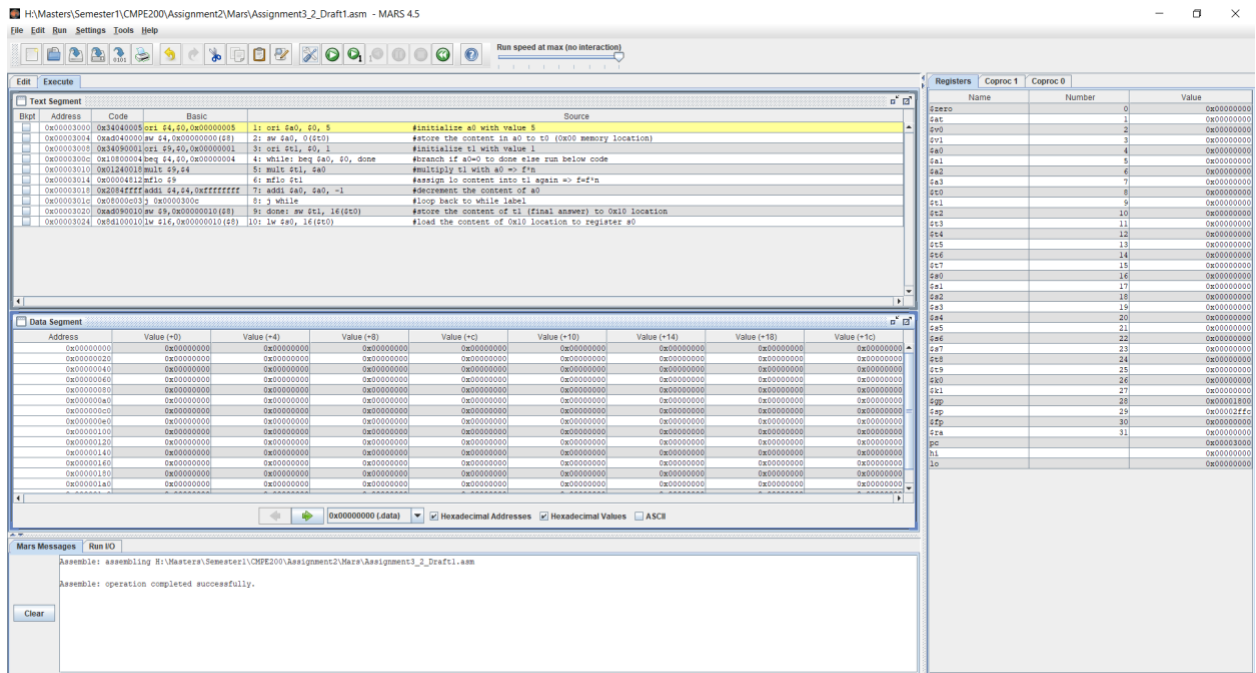 H:\Masters\Semester1\CMPE200\Assignment2\Mars\Assignment3_2_Draft1.asm - MARS 4.5
File Edit Run Settings Tools Help
Run speed at max (no interaction)
Edit Execute
Text Segment
Bkpt Address Code Basic Source
0x00003000 0x34040005 ori $4,$0,0x00000005 1: ori $a0, $0, 5 #initialize a0 with value 5
0x00003004 0xad040000 sw $4,0x00000000($8) 2: sw $a0, 0($t0) #store the content in a0 to t0 (0x00 memory location)
0x00003008 0x34090001 ori $9,$0,0x00000001 3: ori $t1, $0, 1 #initialize t1 with value 1
0x0000300c 0x10800004 beq $4,$0,0x00000004 4: while: beq $a0, $0, done #branch if a0=0 to done else run below code
0x00003010 0x01240018 mult $9,$4 5: mult $t1, $a0 #multiply t1 with a0 => f*n
0x00003014 0x00004812 mflo $9 6: mflo $t1 #assign lo content into t1 again => f=f*n
0x00003018 0x2084ffff addi $4,$4,0xffffffff 7: addi $a0, $a0, -1 #decrement the content of a0
0x0000301c 0x08000c03 j 0x0000300c 8: j while #loop back to while label
0x00003020 0xad090010 sw $9,0x00000010($8) 9: done: sw $t1, 16($t0) #store the content of t1 (final answer) to 0x10 location
0x00003024 0x8d100010 lw $16,0x00000010($8) 10: lw $s0, 16($t0) #load the content of 0x10 location to register s0
Data Segment
Address Value (+0) Value (+4) Value (+8) Value (+c) Value (+10) Value (+14) Value (+18) Value (+1c)
0x00000000 0x00000000 0x00000000 0x00000000 0x00000000 0x00000000 0x00000000 0x00000000 0x00000000
0x00000020 0x00000000 0x00000000 0x00000000 0x00000000 0x00000000 0x00000000 0x00000000 0x00000000
0x00000040 0x00000000 0x00000000 0x00000000 0x00000000 0x00000000 0x00000000 0x00000000 0x00000000
0x00000060 0x00000000 0x00000000 0x00000000 0x00000000 0x00000000 0x00000000 0x00000000 0x00000000
0x00000080 0x00000000 0x00000000 0x00000000 0x00000000 0x00000000 0x00000000 0x00000000 0x00000000
0x000000a0 0x00000000 0x00000000 0x00000000 0x00000000 0x00000000 0x00000000 0x00000000 0x00000000
0x000000c0 0x00000000 0x00000000 0x00000000 0x00000000 0x00000000 0x00000000 0x00000000 0x00000000
0x000000e0 0x00000000 0x00000000 0x00000000 0x00000000 0x00000000 0x00000000 0x00000000 0x00000000
0x00000100 0x00000000 0x00000000 0x00000000 0x00000000 0x00000000 0x00000000 0x00000000 0x00000000
0x00000120 0x00000000 0x00000000 0x00000000 0x00000000 0x00000000 0x00000000 0x00000000 0x00000000
0x00000140 0x00000000 0x00000000 0x00000000 0x00000000 0x00000000 0x00000000 0x00000000 0x00000000
0x00000160 0x00000000 0x00000000 0x00000000 0x00000000 0x00000000 0x00000000 0x00000000 0x00000000
0x00000180 0x00000000 0x00000000 0x00000000 0x00000000 0x00000000 0x00000000 0x00000000 0x00000000
0x000001a0 0x00000000 0x00000000 0x00000000 0x00000000 0x00000000 0x00000000 0x00000000 0x00000000
0x00000000 (.data) Hexadecimal Addresses Hexadecimal Values ASCII
Mars Messages Run I/O
Assemble: assembling H:\Masters\Semester1\CMPE200\Assignment2\Mars\Assignment3_2_Draft1.asm
Assemble: operation completed successfully.
Clear
Registers Coproc 1 Coproc 0
Name Number Value
$zero 0 0x00000000
$at 1 0x00000000
$v0 2 0x00000000
$v1 3 0x00000000
$a0 4 0x00000000
$a1 5 0x00000000
$a2 6 0x00000000
$a3 7 0x00000000
$t0 8 0x00000000
$t1 9 0x00000000
$t2 10 0x00000000
$t3 11 0x00000000
$t4 12 0x00000000
$t5 13 0x00000000
$t6 14 0x00000000
$t7 15 0x00000000
$s0 16 0x00000000
$s1 17 0x00000000
$s2 18 0x00000000
$s3 19 0x00000000
$s4 20 0x00000000
$s5 21 0x00000000
$s6 22 0x00000000
$s7 23 0x00000000
$t8 24 0x00000000
$t9 25 0x00000000
$k0 26 0x00000000
$k1 27 0x00000000
$gp 28 0x00001800
$sp 29 0x00002ffc
$fp 30 0x00000000
$ra 31 0x00000000
pc 0x00003000
hi 0x00000000
lo 0x00000000